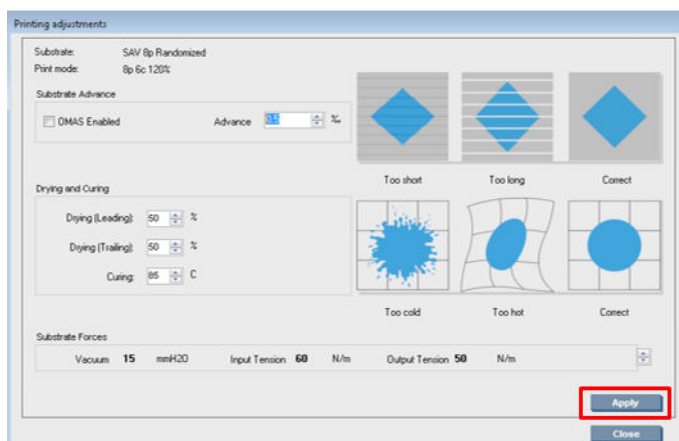 Printing adjustments
Substrate: SAV 8p Randomized
Print mode: 8p 6c 120%
Substrate Advance
OMAS Enabled Advance 0.5 ‰
Too short Too long Correct
Drying and Curing
Drying (Leading): 50 %
Drying (Trailing): 50 %
Curing: 85 C
Too cold Too hot Correct
Substrate Forces
Vacuum 15 mmH2O Input Tension 60 N/m Output Tension 50 N/m
Apply
Close